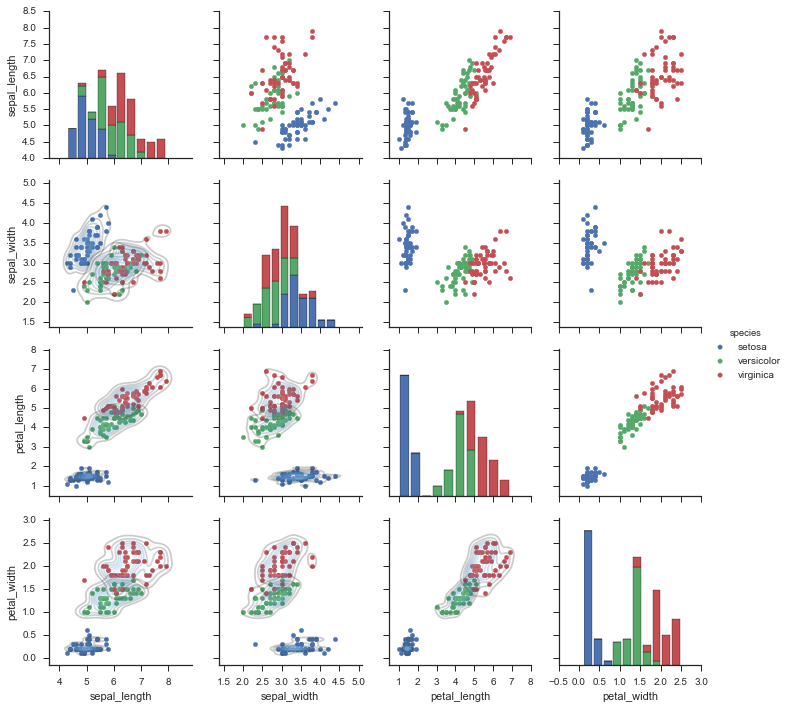 8.5
8.0
7.5
7.0
6.5
6.0
5.5
5.0
4.5
4.0
sepal_length
5.0
4.5
4.0
3.5
3.0
2.5
2.0
1.5
sepal_width
species
setosa
versicolor
virginica
8
7
6
5
4
3
2
1
petal_length
3.0
2.5
2.0
1.5
1.0
0.5
0.0
petal_width
4 5 6 7 8
1.5 2.0 2.5 3.0 3.5 4.0 4.5 5.0
1 2 3 4 5 6 7 8
−0.5 0.0 0.5 1.0 1.5 2.0 2.5 3.0
sepal_length
sepal_width
petal_length
petal_width